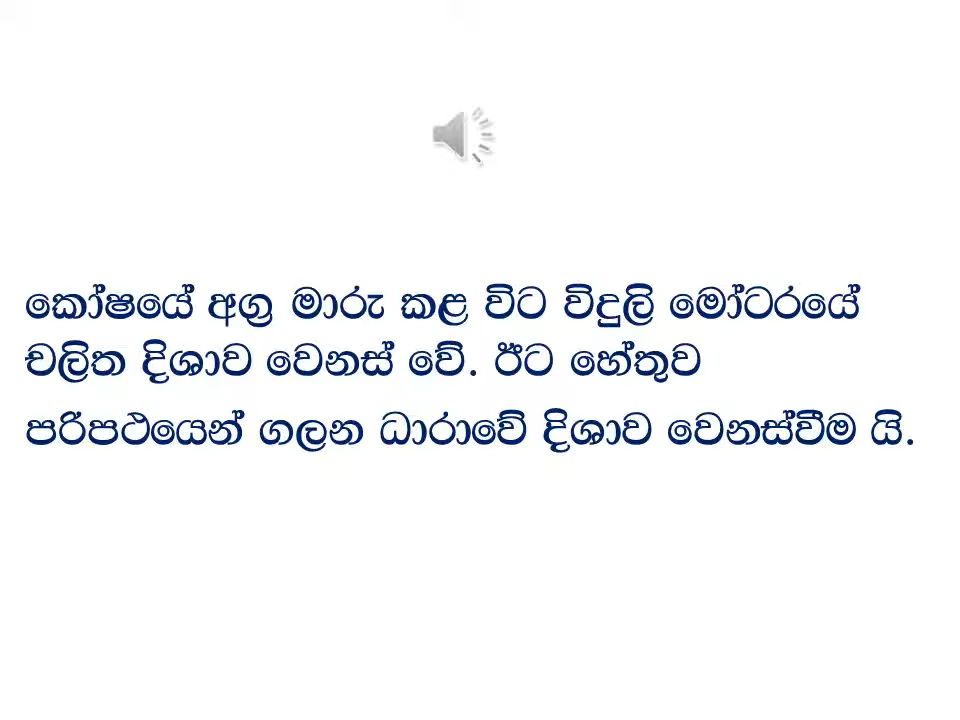 කෝෂයේ අග්‍ර මාරු කළ විට විදුලි මෝටරයේ
චලිත දිශාව වෙනස් වේ. ඊට හේතුව
පරිපථයෙන් ගලන ධාරාවේ දිශාව වෙනස්වීම යි.